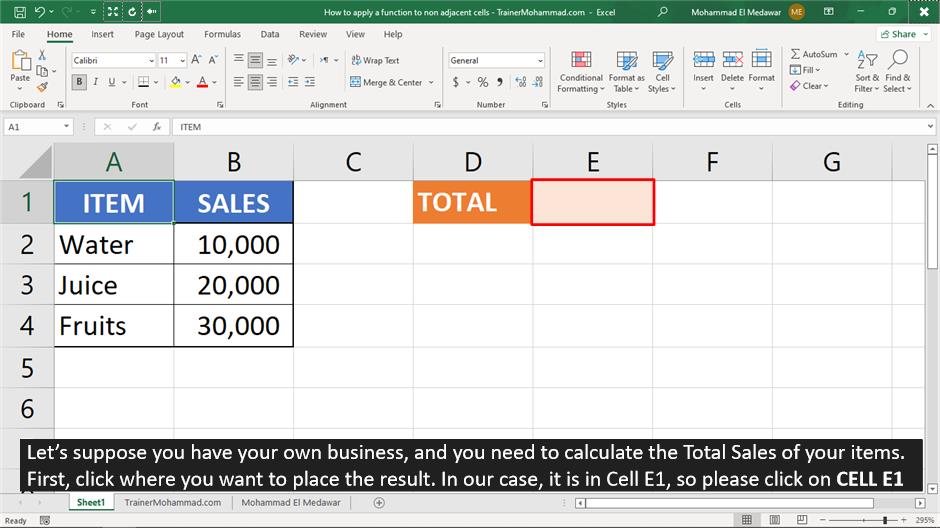 How to apply a function to non adjacent cells - TrainerMohammad.com - Excel
Mohammad El Medawar ME
File Home Insert Page Layout Formulas Data Review View Help Share
Paste
Clipboard
Calibri 11 A A
B I U A
Font
ab Wrap Text
Merge & Center
Alignment
General
$ % 9
Number
Conditional Formatting
Format as Table
Cell Styles
Styles
Insert Delete Format
Cells
AutoSum
Fill
Clear
Sort & Filter
Find & Select
Editing
A1 fx ITEM
A B C D E F G
1 ITEM SALES TOTAL
2 Water 10,000
3 Juice 20,000
4 Fruits 30,000
5
6
Let’s suppose you have your own business, and you need to calculate the Total Sales of your items.
First, click where you want to place the result. In our case, it is in Cell E1, so please click on CELL E1
Sheet1 TrainerMohammad.com Mohammad El Medawar
Ready 295%